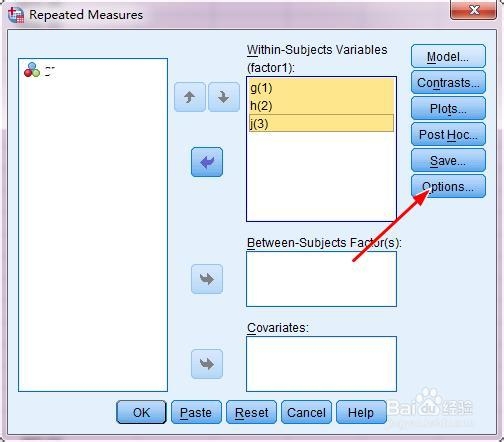 Repeated Measures
Within-Subjects Variables
(factor1):
g(1)
h(2)
j(3)
Model...
Contrasts...
Plots...
Post Hoc...
Save...
Options...
Between-Subjects Factor(s):
Covariates:
OK
Paste
Reset
Cancel
Help
Baidu 经验